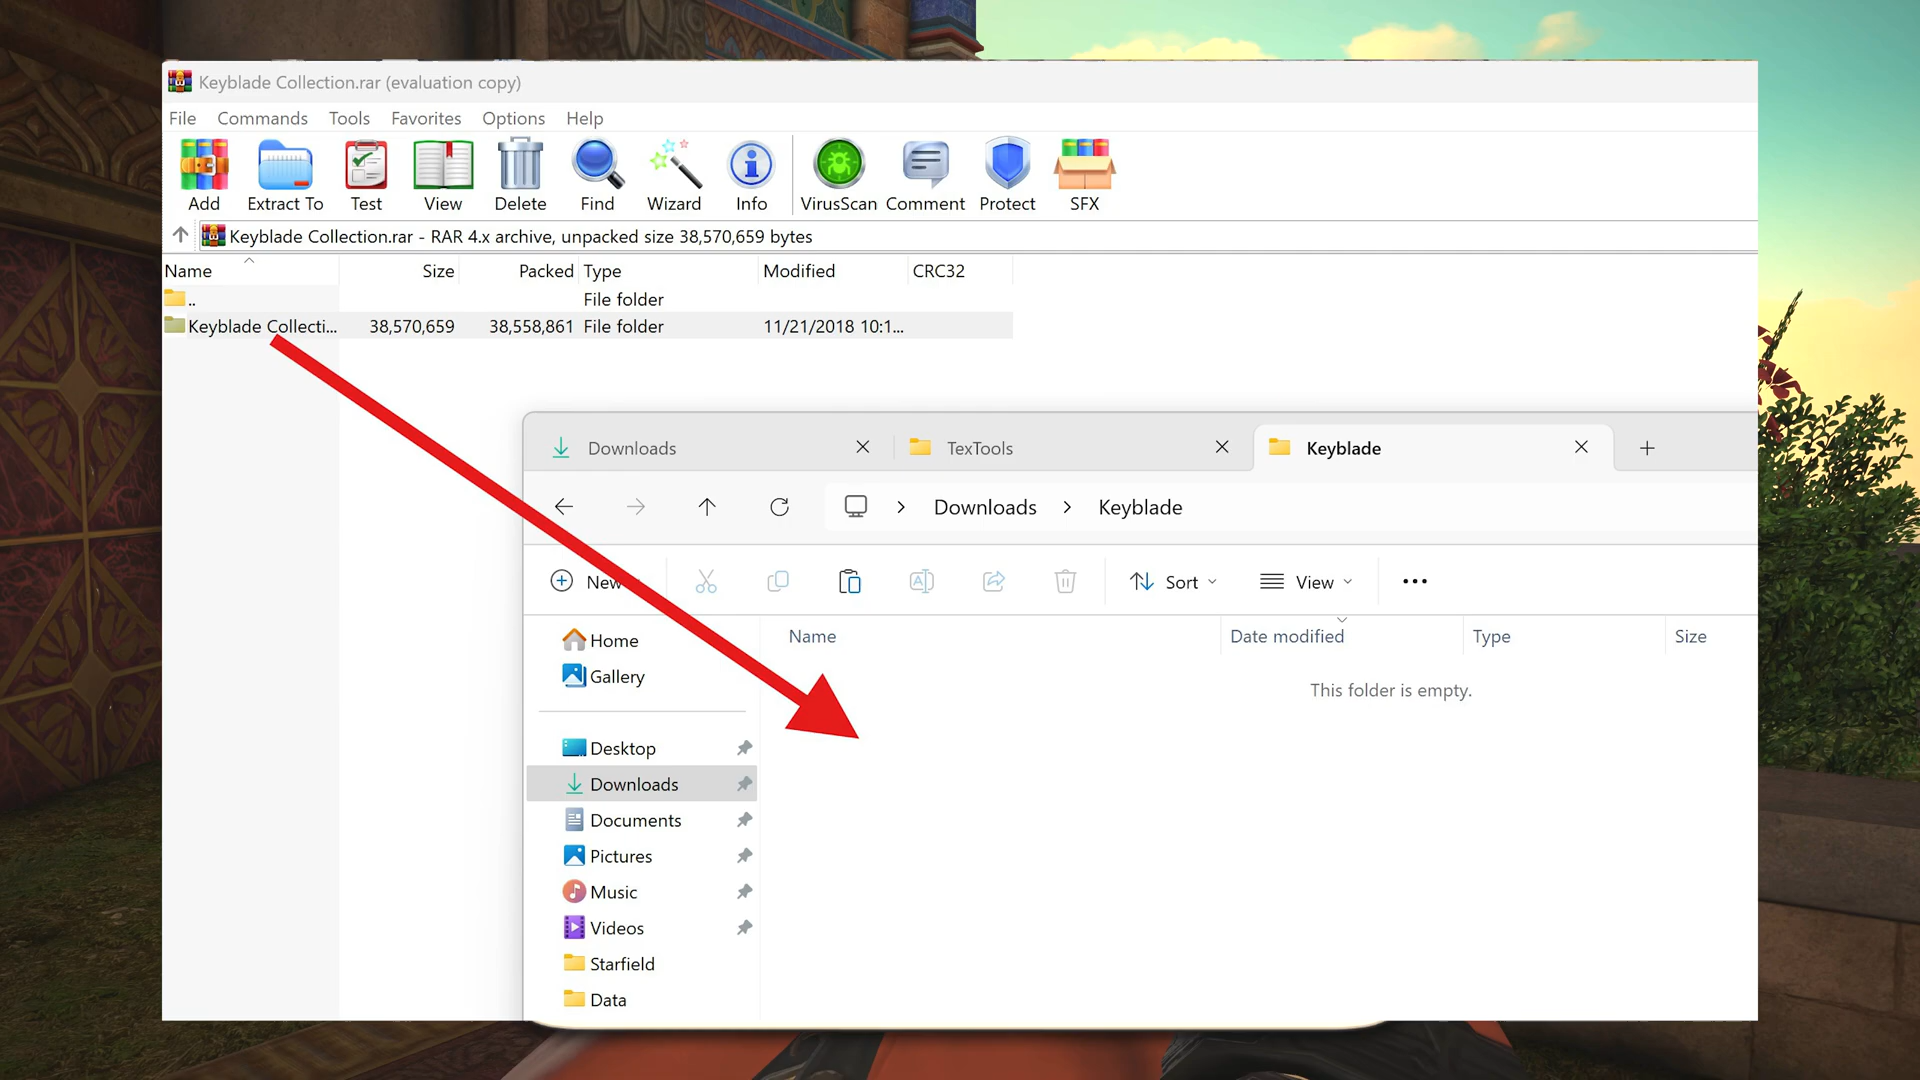 Keyblade Collection.rar (evaluation copy)
File Commands Tools Favorites Options Help
Add Extract To Test View Delete Find Wizard Info VirusScan Comment Protect SFX
Keyblade Collection.rar - RAR 4.x archive, unpacked size 38,570,659 bytes
Name Size Packed Type Modified CRC32
.. File folder
Keyblade Collecti... 38,570,659 38,558,861 File folder 11/21/2018 10:1...
Downloads TexTools Keyblade
Downloads > Keyblade
New Sort View
Name Date modified Type Size
This folder is empty.
Home
Gallery
Desktop
Downloads
Documents
Pictures
Music
Videos
Starfield
Data